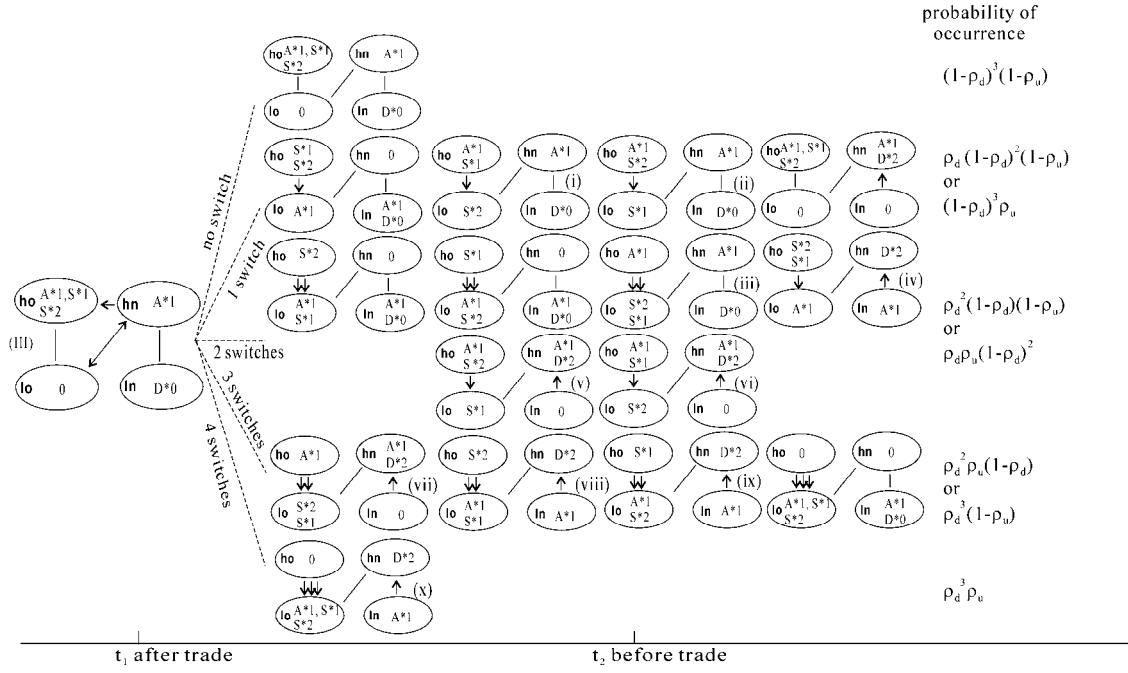 probability of
occurrence
ho A*1, S*1
S*2
hn A*1
(1-ρd)³(1-ρu)
lo 0
ln D*0
no switch
ho S*1
S*2
hn 0
ho A*1
S*1
hn A*1
ho A*1
S*2
hn A*1
ho A*1, S*1
S*2
hn A*1
D*2
ρd (1-ρd)²(1-ρu)
or
(1-ρd)³ρu
(i)
(ii)
lo A*1
ln A*1
D*0
lo S*2
ln D*0
lo S*1
ln D*0
lo 0
ln 0
1 switch
ho S*2
hn 0
ho S*1
hn 0
ho A*1
hn A*1
ho S*2
S*1
hn D*2
(iii)
(iv)
lo A*1
S*1
ln A*1
D*0
lo A*1
S*2
ln A*1
D*0
lo S*2
S*1
ln D*0
lo A*1
ln A*1
ρd²(1-ρd)(1-ρu)
or
ρdρu(1-ρd)²
ho A*1, S*1
S*2
hn A*1
(III)
lo 0
ln D*0
2 switches
ho A*1
S*2
hn A*1
D*2
ho A*1
S*1
hn A*1
D*2
(v)
(vi)
lo S*1
ln 0
lo S*2
ln 0
3 switches
ho A*1
hn A*1
D*2
ho S*2
hn D*2
ho S*1
hn D*2
ho 0
hn 0
ρd²ρu(1-ρd)
or
ρd³(1-ρu)
(vii)
(viii)
(ix)
lo S*2
S*1
ln 0
lo A*1
S*1
ln A*1
lo A*1
S*2
ln A*1
lo A*1, S*1
S*2
ln A*1
D*0
4 switches
ho 0
hn D*2
(x)
lo A*1, S*1
S*2
ln A*1
ρd³ρu
t₁ after trade
t₂ before trade